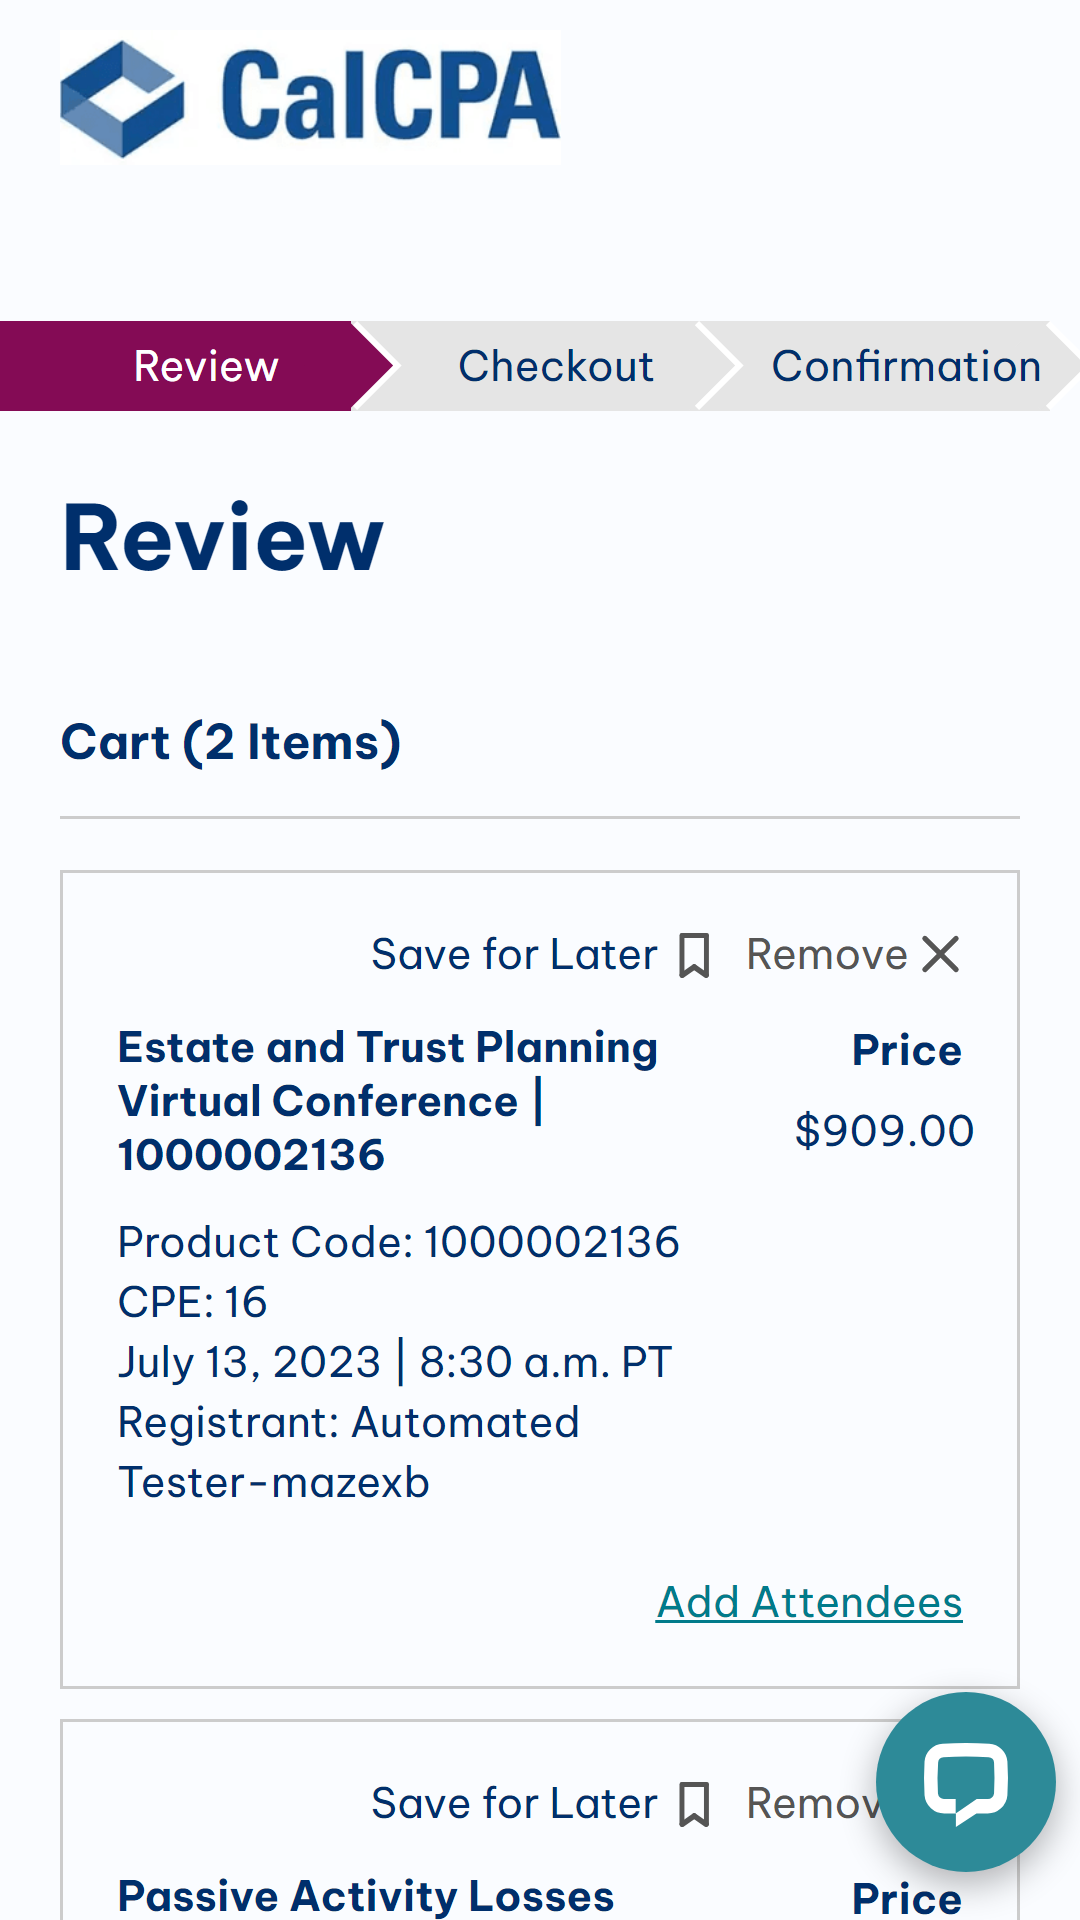 CalCPA
Review
Checkout
Confirmation
Review
Cart (2 Items)
Save for Later
Remove
Estate and Trust Planning
Virtual Conference |
1000002136
Price
$909.00
Product Code: 1000002136
CPE: 16
July 13, 2023 | 8:30 a.m. PT
Registrant: Automated
Tester-mazexb
Add Attendees
Save for Later
Remov
Passive Activity Losses
Price